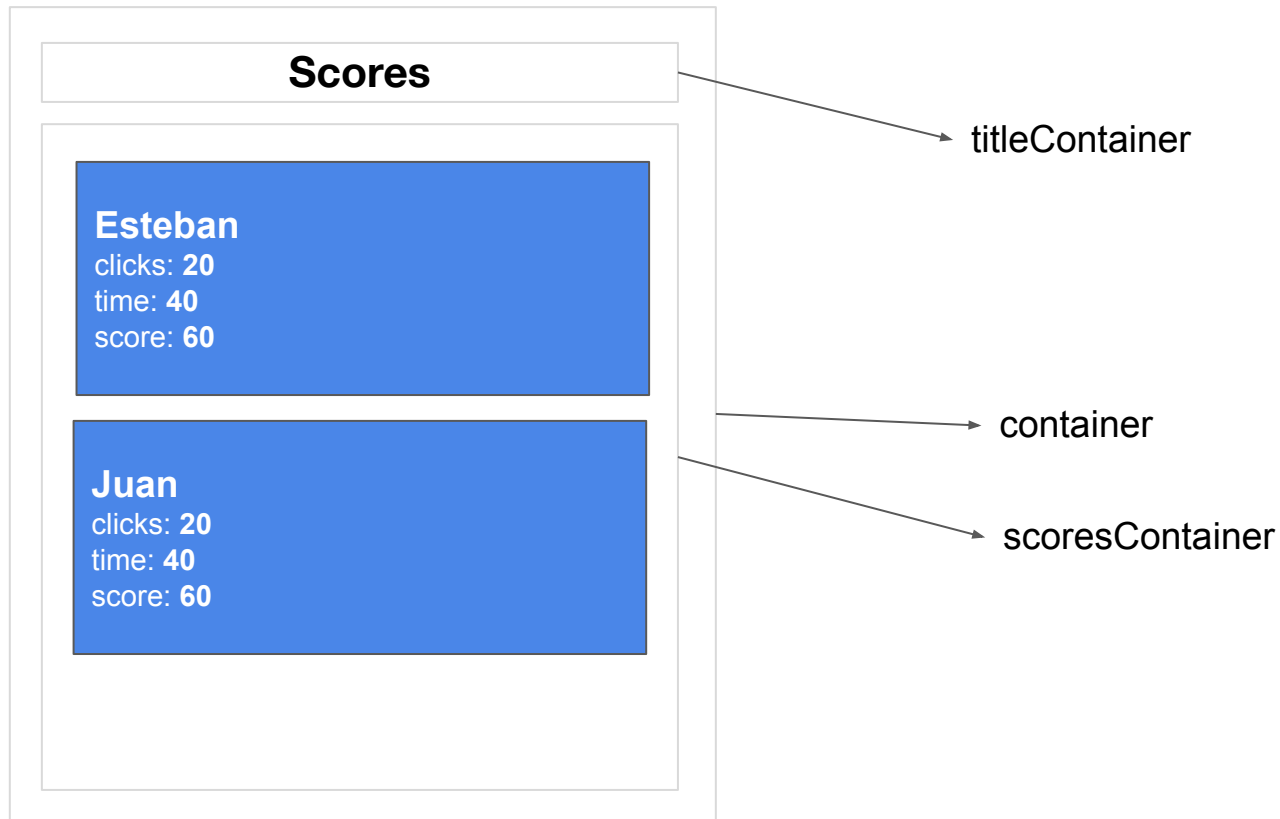 Scores
titleContainer
Esteban
clicks: 20
time: 40
score: 60
container
Juan
clicks: 20
time: 40
score: 60
scoresContainer